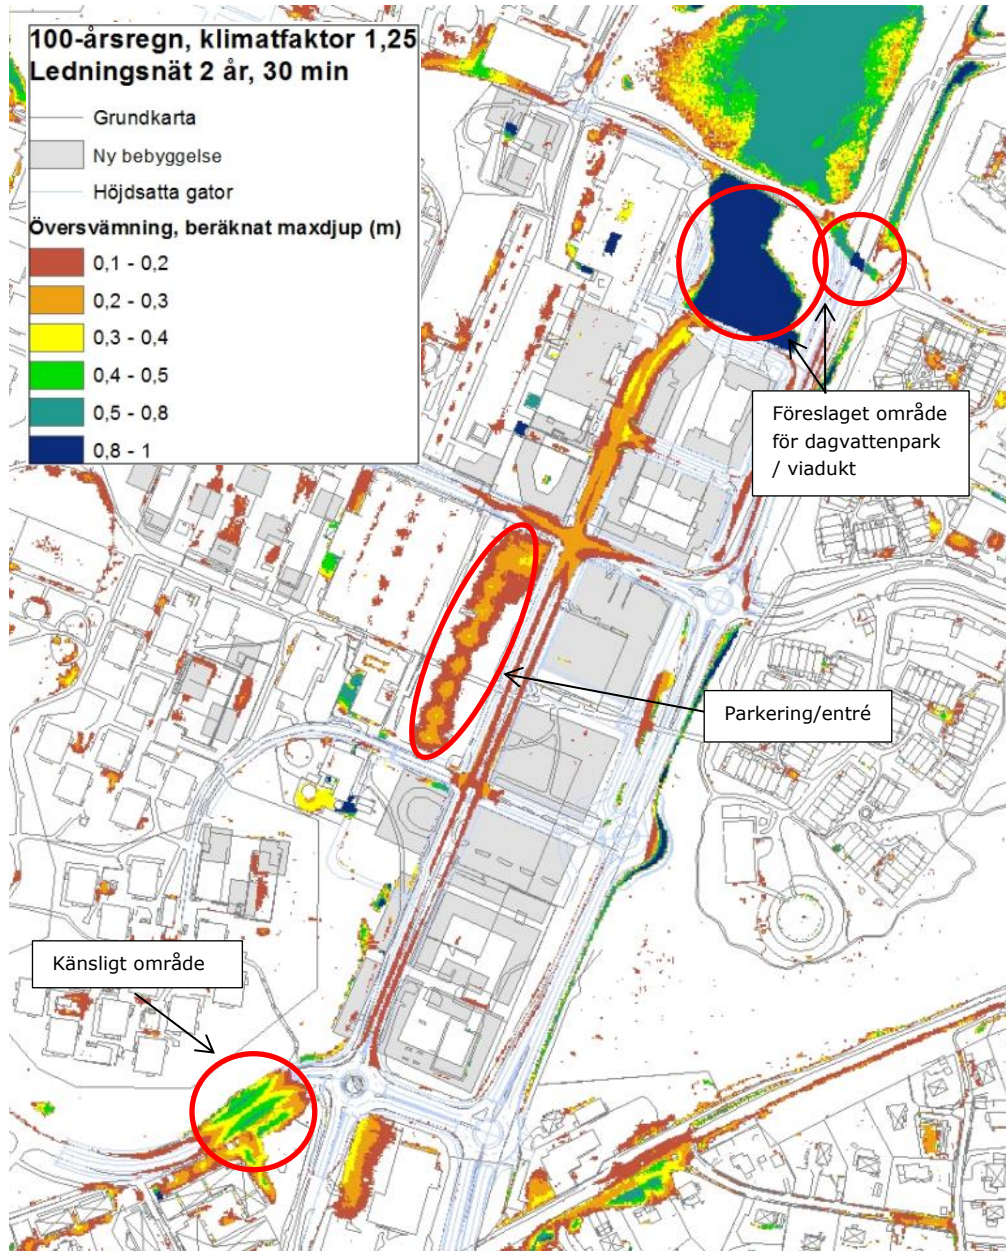 100-årsregn, klimatfaktor 1,25
Ledningsnät 2 år, 30 min
Grundkarta
Ny bebyggelse
Höjdsatta gator
Översvämning, beräknat maxdjup (m)
0,1 - 0,2
0,2 - 0,3
0,3 - 0,4
0,4 - 0,5
0,5 - 0,8
0,8 - 1
Föreslaget område
för dagvattenpark
/ viadukt
Parkering/entré
Känsligt område